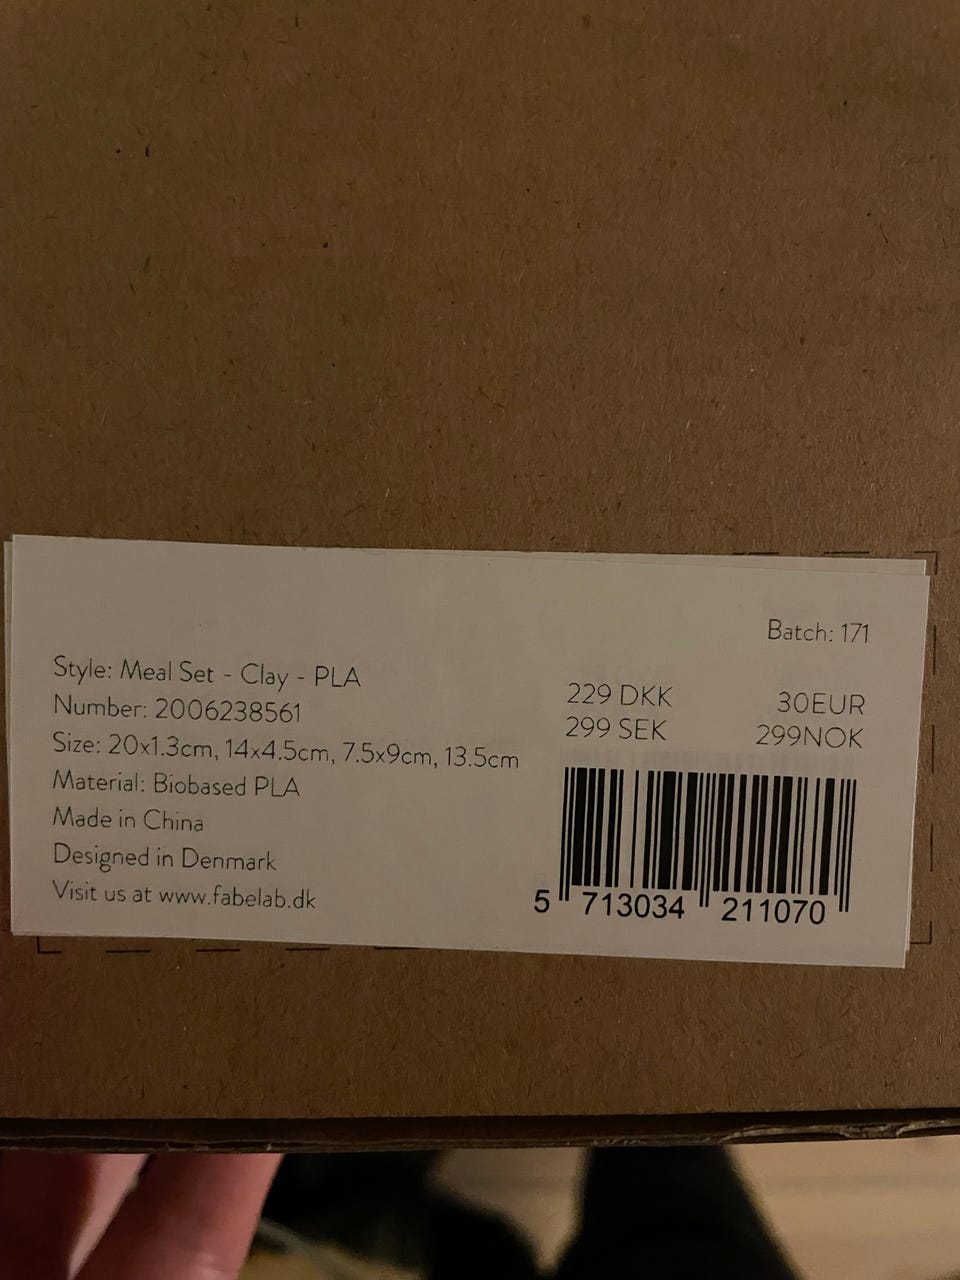 Batch: 171
Style: Meal Set - Clay - PLA
Number: 2006238561
Size: 20x1.3cm, 14x4.5cm, 7.5x9cm, 13.5cm
Material: Biobased PLA
Made in China
Designed in Denmark
Visit us at www.fabelab.dk
229 DKK 30EUR
299 SEK 299NOK
5 713034 211070